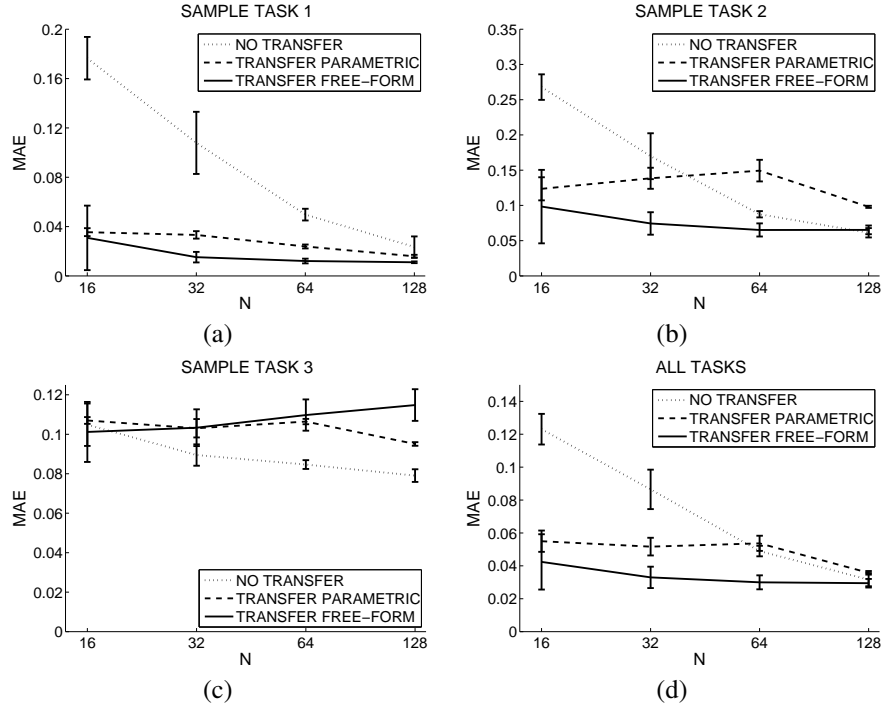 SAMPLE TASK 1
0.2
0.16
0.12
0.08
0.04
0
MAE
NO TRANSFER
TRANSFER PARAMETRIC
TRANSFER FREE−FORM
16 32 64 128
N
(a)
SAMPLE TASK 2
0.35
0.3
0.25
0.2
0.15
0.1
0.05
0
MAE
NO TRANSFER
TRANSFER PARAMETRIC
TRANSFER FREE−FORM
16 32 64 128
N
(b)
SAMPLE TASK 3
0.12
0.1
0.08
0.06
0.04
0.02
0
MAE
NO TRANSFER
TRANSFER PARAMETRIC
TRANSFER FREE−FORM
16 32 64 128
N
(c)
ALL TASKS
0.14
0.12
0.1
0.08
0.06
0.04
0.02
0
MAE
NO TRANSFER
TRANSFER PARAMETRIC
TRANSFER FREE−FORM
16 32 64 128
N
(d)